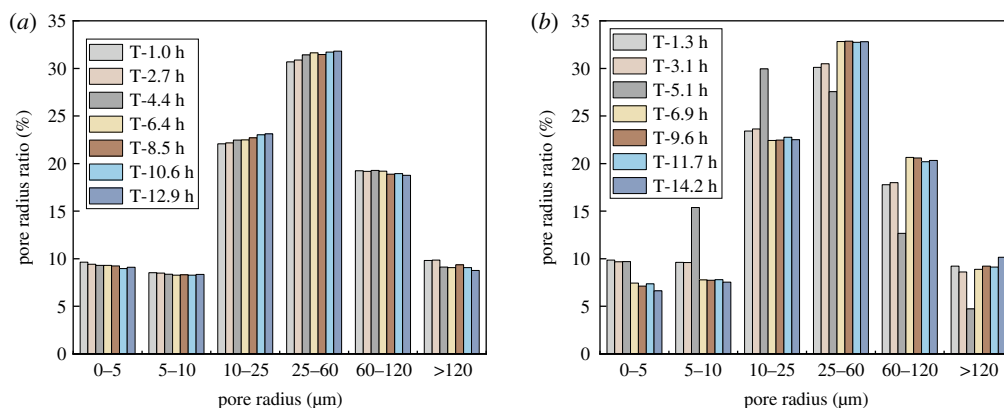 (a)
35
30
25
20
15
10
5
0
pore radius ratio (%)
T-1.0 h
T-2.7 h
T-4.4 h
T-6.4 h
T-8.5 h
T-10.6 h
T-12.9 h
0–5 5–10 10–25 25–60 60–120 >120
pore radius (µm)
(b)
35
30
25
20
15
10
5
0
pore radius ratio (%)
T-1.3 h
T-3.1 h
T-5.1 h
T-6.9 h
T-9.6 h
T-11.7 h
T-14.2 h
0–5 5–10 10–25 25–60 60–120 >120
pore radius (µm)